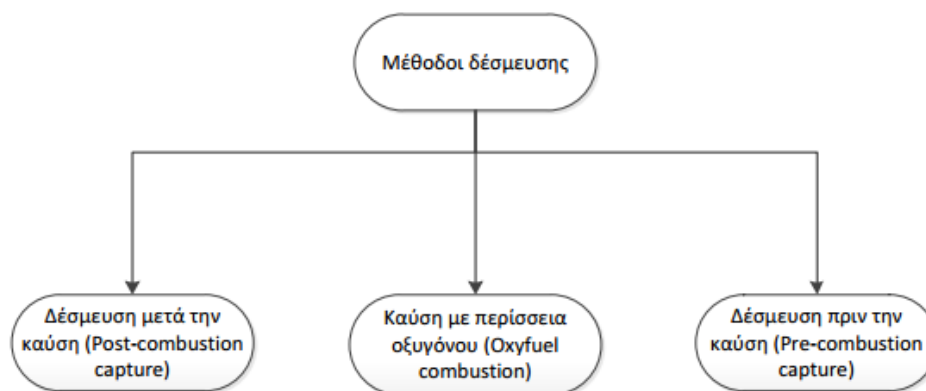 Μέθοδοι δέσμευσης
Δέσμευση μετά την
καύση (Post-combustion
capture)
Καύση με περίσσεια
οξυγόνου (Oxyfuel
combustion)
Δέσμευση πριν την
καύση (Pre-combustion
capture)